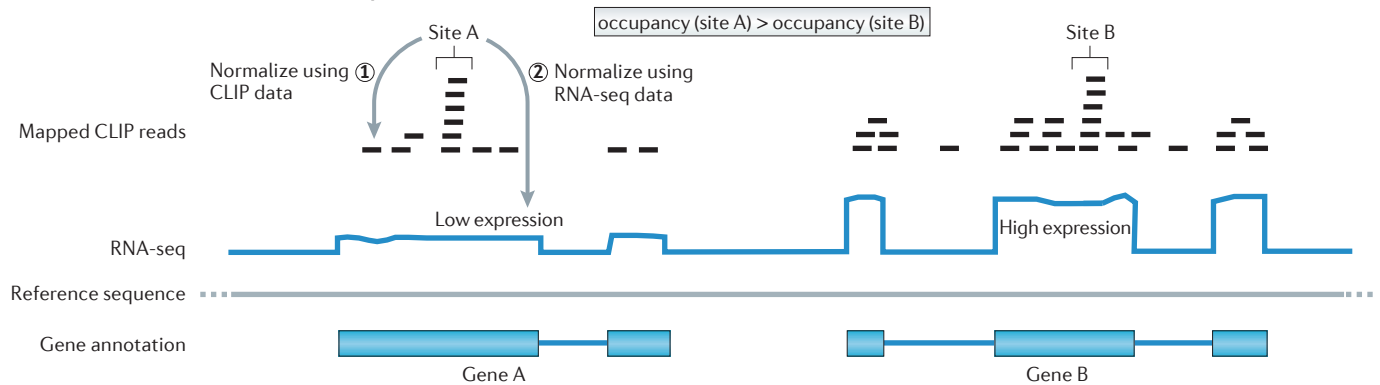 occupancy (site A) > occupancy (site B)
Site A
Site B
Normalize using
CLIP data
①
②
Normalize using
RNA-seq data
Mapped CLIP reads
Low expression
High expression
RNA-seq
Reference sequence
Gene annotation
Gene A
Gene B